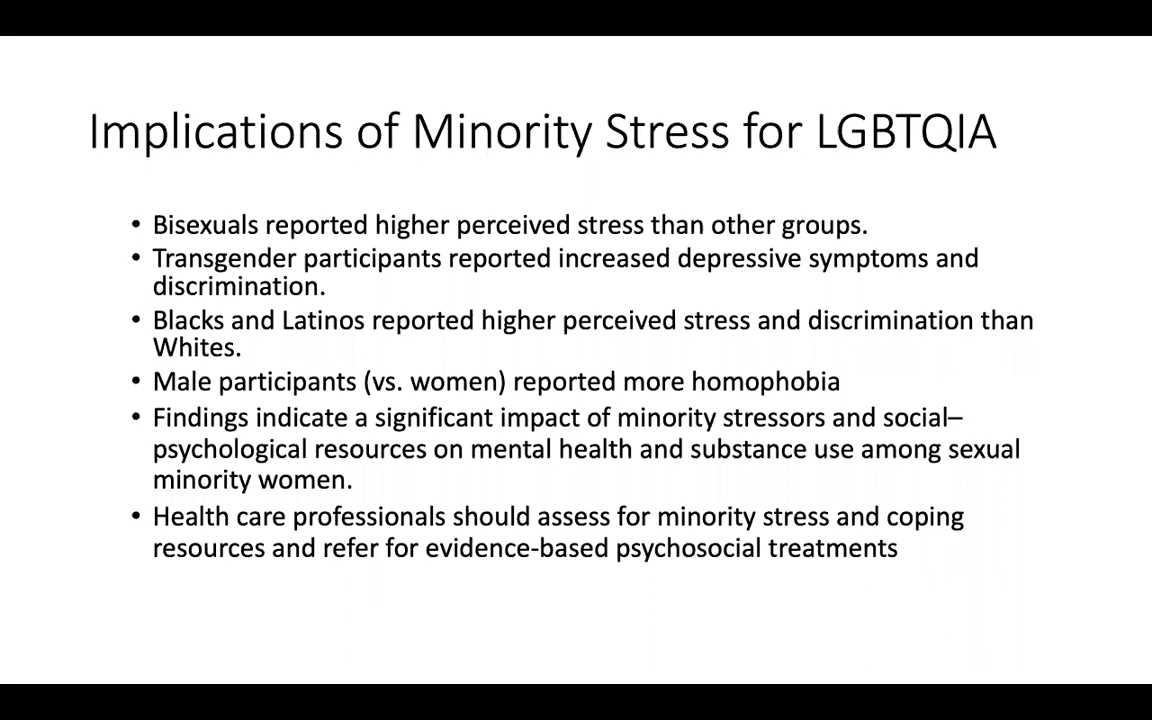 Implications of Minority Stress for LGBTQIA
• Bisexuals reported higher perceived stress than other groups.
• Transgender participants reported increased depressive symptoms and
discrimination.
• Blacks and Latinos reported higher perceived stress and discrimination than
Whites.
• Male participants (vs. women) reported more homophobia
• Findings indicate a significant impact of minority stressors and social–
psychological resources on mental health and substance use among sexual
minority women.
• Health care professionals should assess for minority stress and coping
resources and refer for evidence-based psychosocial treatments